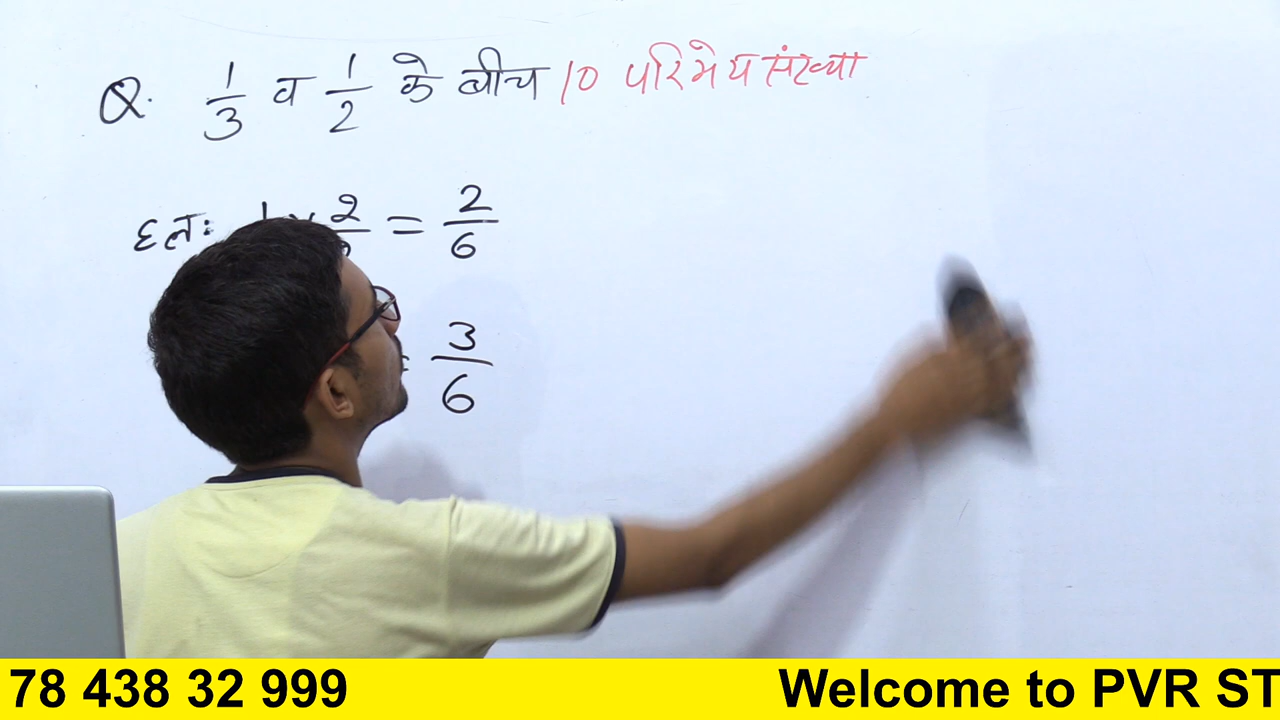 Q. 1/3 व 1/2 के बीच 10 परिमेय संख्या
हलः 2 = 2/6
= 3/6
78 438 32 999
Welcome to PVR ST